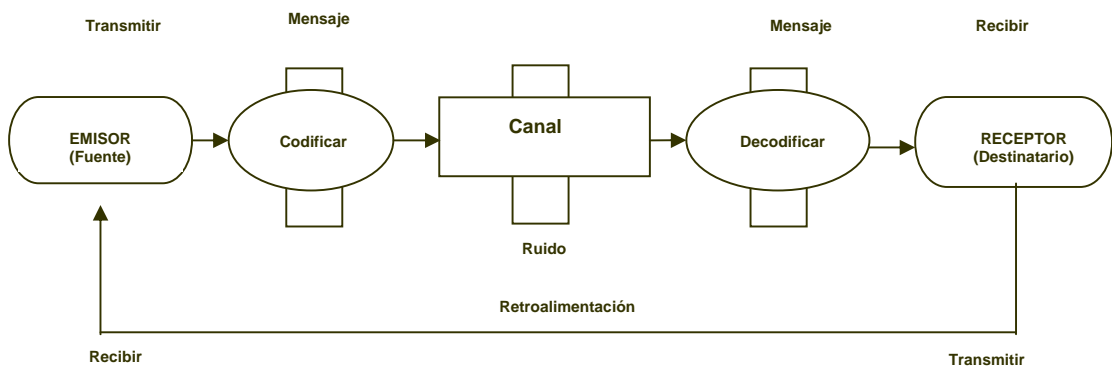 Transmitir
Mensaje
Mensaje
Recibir
EMISOR
(Fuente)
Codificar
Canal
Decodificar
RECEPTOR
(Destinatario)
Ruido
Retroalimentación
Recibir
Transmitir